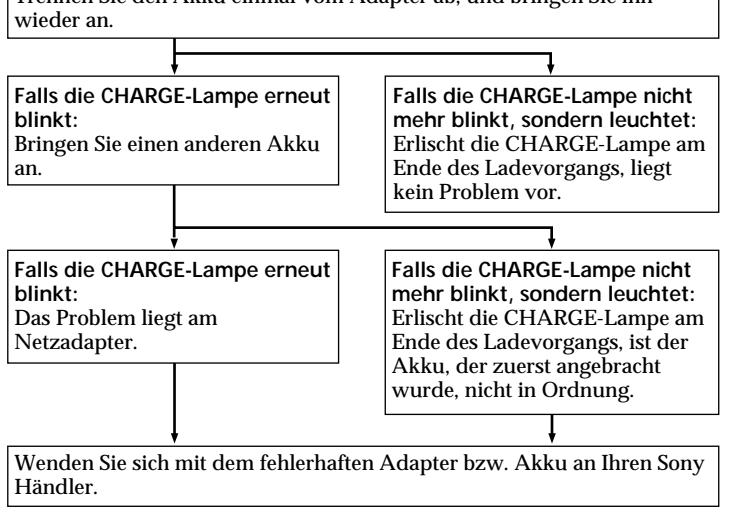 Trennen Sie den Akku einmal vom Adapter ab, und bringen Sie ihn
wieder an.
Falls die CHARGE-Lampe erneut
blinkt:
Bringen Sie einen anderen Akku
an.
Falls die CHARGE-Lampe nicht
mehr blinkt, sondern leuchtet:
Erlischt die CHARGE-Lampe am
Ende des Ladevorgangs, liegt
kein Problem vor.
Falls die CHARGE-Lampe erneut
blinkt:
Das Problem liegt am
Netzadapter.
Falls die CHARGE-Lampe nicht
mehr blinkt, sondern leuchtet:
Erlischt die CHARGE-Lampe am
Ende des Ladevorgangs, ist der
Akku, der zuerst angebracht
wurde, nicht in Ordnung.
Wenden Sie sich mit dem fehlerhaften Adapter bzw. Akku an Ihren Sony
Händler.